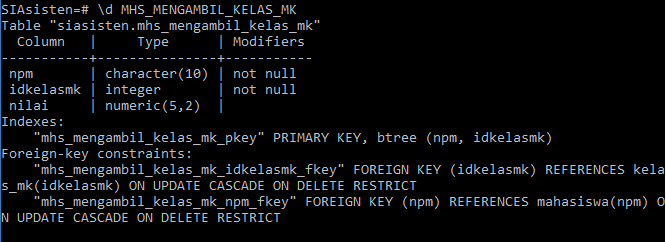 SIAsisten=# \d MHS_MENGAMBIL_KELAS_MK
Table "siasisten.mhs_mengambil_kelas_mk"
  Column   |     Type      | Modifiers
-----------+---------------+-----------
 npm       | character(10) | not null
 idkelasmk | integer       | not null
 nilai     | numeric(5,2)  |
Indexes:
    "mhs_mengambil_kelas_mk_pkey" PRIMARY KEY, btree (npm, idkelasmk)
Foreign-key constraints:
    "mhs_mengambil_kelas_mk_idkelasmk_fkey" FOREIGN KEY (idkelasmk) REFERENCES kela
s_mk(idkelasmk) ON UPDATE CASCADE ON DELETE RESTRICT
    "mhs_mengambil_kelas_mk_npm_fkey" FOREIGN KEY (npm) REFERENCES mahasiswa(npm) O
N UPDATE CASCADE ON DELETE RESTRICT